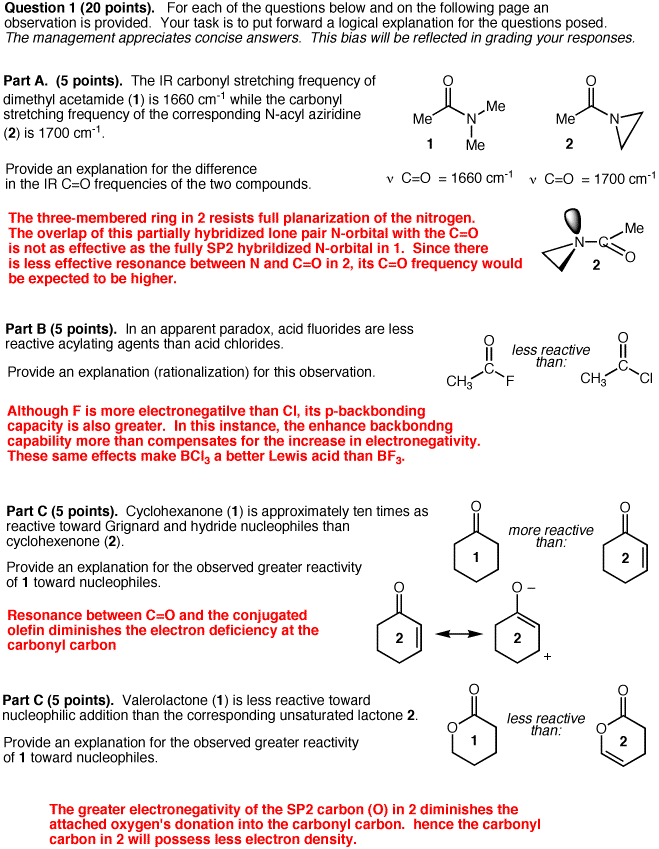 Question 1 (20 points). For each of the questions below and on the following page an
observation is provided. Your task is to put forward a logical explanation for the questions posed.
The management appreciates concise answers. This bias will be reflected in grading your responses.
Part A. (5 points). The IR carbonyl stretching frequency of
dimethyl acetamide (1) is 1660 cm-1 while the carbonyl
stretching frequency of the corresponding N-acyl aziridine
(2) is 1700 cm-1.
Provide an explanation for the difference
in the IR C=O frequencies of the two compounds.
O
Me
N
Me
Me
1
O
Me
N
2
ν C=O = 1660 cm-1
ν C=O = 1700 cm-1
The three-membered ring in 2 resists full planarization of the nitrogen.
The overlap of this partially hybridized lone pair N-orbital with the C=O
is not as effective as the fully SP2 hybrildized N-orbital in 1. Since there
is less effective resonance between N and C=O in 2, its C=O frequency would
be expected to be higher.
N
C
Me
O
2
Part B (5 points). In an apparent paradox, acid fluorides are less
reactive acylating agents than acid chlorides.
Provide an explanation (rationalization) for this observation.
O
CH3
C
F
less reactive
than:
O
CH3
C
Cl
Although F is more electronegatilve than Cl, its p-backbonding
capacity is also greater. In this instance, the enhance backbondng
capability more than compensates for the increase in electronegativity.
These same effects make BCl3 a better Lewis acid than BF3.
Part C (5 points). Cyclohexanone (1) is approximately ten times as
reactive toward Grignard and hydride nucleophiles than
cyclohexenone (2).
Provide an explanation for the observed greater reactivity
of 1 toward nucleophiles.
O
1
more reactive
than:
O
2
Resonance between C=O and the conjugated
olefin diminishes the electron deficiency at the
carbonyl carbon
O
2
O –
2
+
Part C (5 points). Valerolactone (1) is less reactive toward
nucleophilic addition than the corresponding unsaturated lactone 2.
Provide an explanation for the observed greater reactivity
of 1 toward nucleophiles.
O
O
1
less reactive
than:
O
O
2
The greater electronegativity of the SP2 carbon (O) in 2 diminishes the
attached oxygen's donation into the carbonyl carbon. hence the carbonyl
carbon in 2 will possess less electron density.